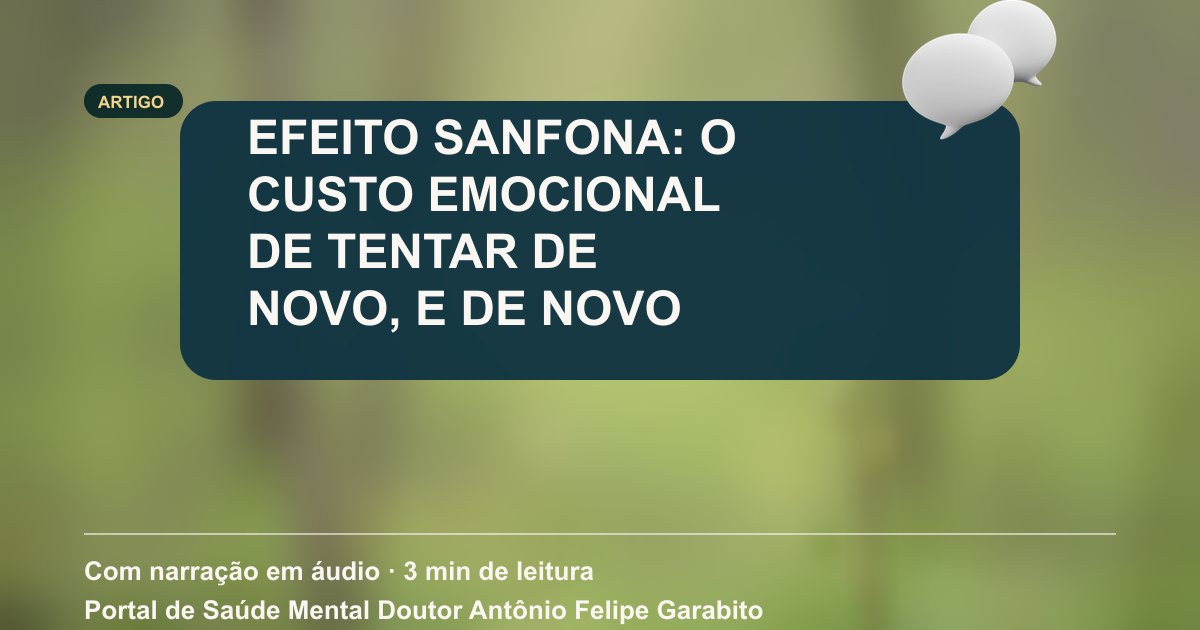 ARTIGO
EFEITO SANFONA: O
CUSTO EMOCIONAL
DE TENTAR DE
NOVO, E DE NOVO
Com narração em áudio · 3 min de leitura
Portal de Saúde Mental Doutor Antônio Felipe Garabito